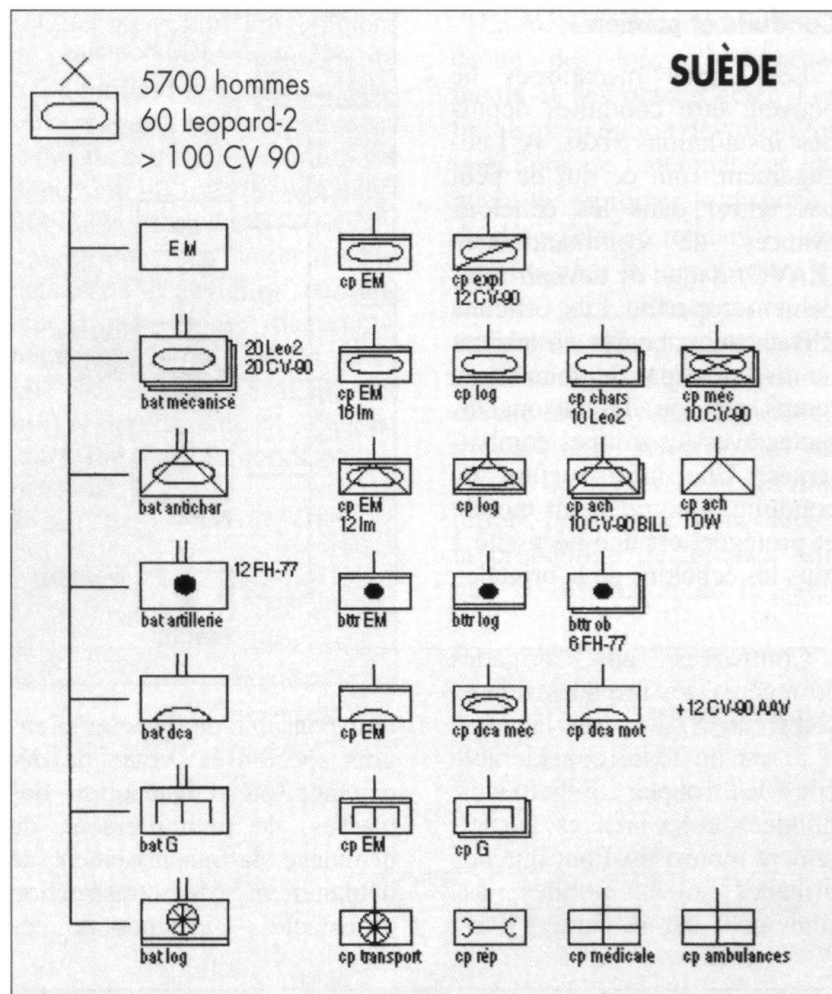 SUÈDE
5700 hommes
60 Leopard-2
>100 CV 90
EM
cp EM
cp expl
12 CV-90
20 Leo2
20 CV-90
bat mécanisé
cp EM
16 lm
cp log
cp chars
10 Leo2
cp méc
10 CV-90
bat antichar
cp EM
12 lm
cp log
cp ach
10 CV-90 BILL
cp ach
TOW
12 FH-77
bat artillerie
bttr EM
bttr log
bttr ob
6 FH-77
bat dca
cp EM
cp dca méc
cp dca mot
+12 CV-90 AAV
bat G
cp EM
cp G
bat log
cp transport
cp rép
cp médicale
cp ambulances